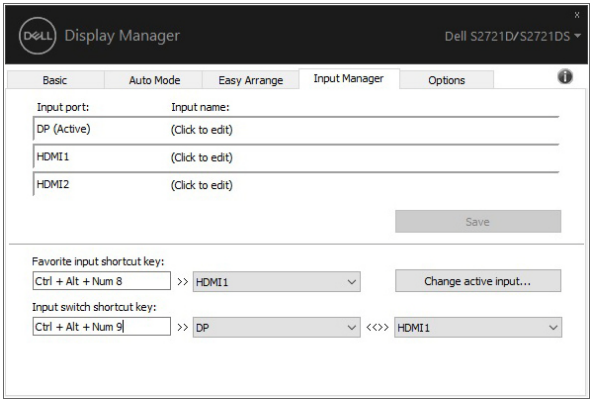 DELL Display Manager
x
Dell S2721D/S2721DS
Basic Auto Mode Easy Arrange Input Manager Options i
Input port: Input name:
DP (Active) (Click to edit)
HDMI1 (Click to edit)
HDMI2 (Click to edit)
Save
Favorite input shortcut key:
Ctrl + Alt + Num 8 >> HDMI1 Change active input...
Input switch shortcut key:
Ctrl + Alt + Num 9 >> DP <<>> HDMI1